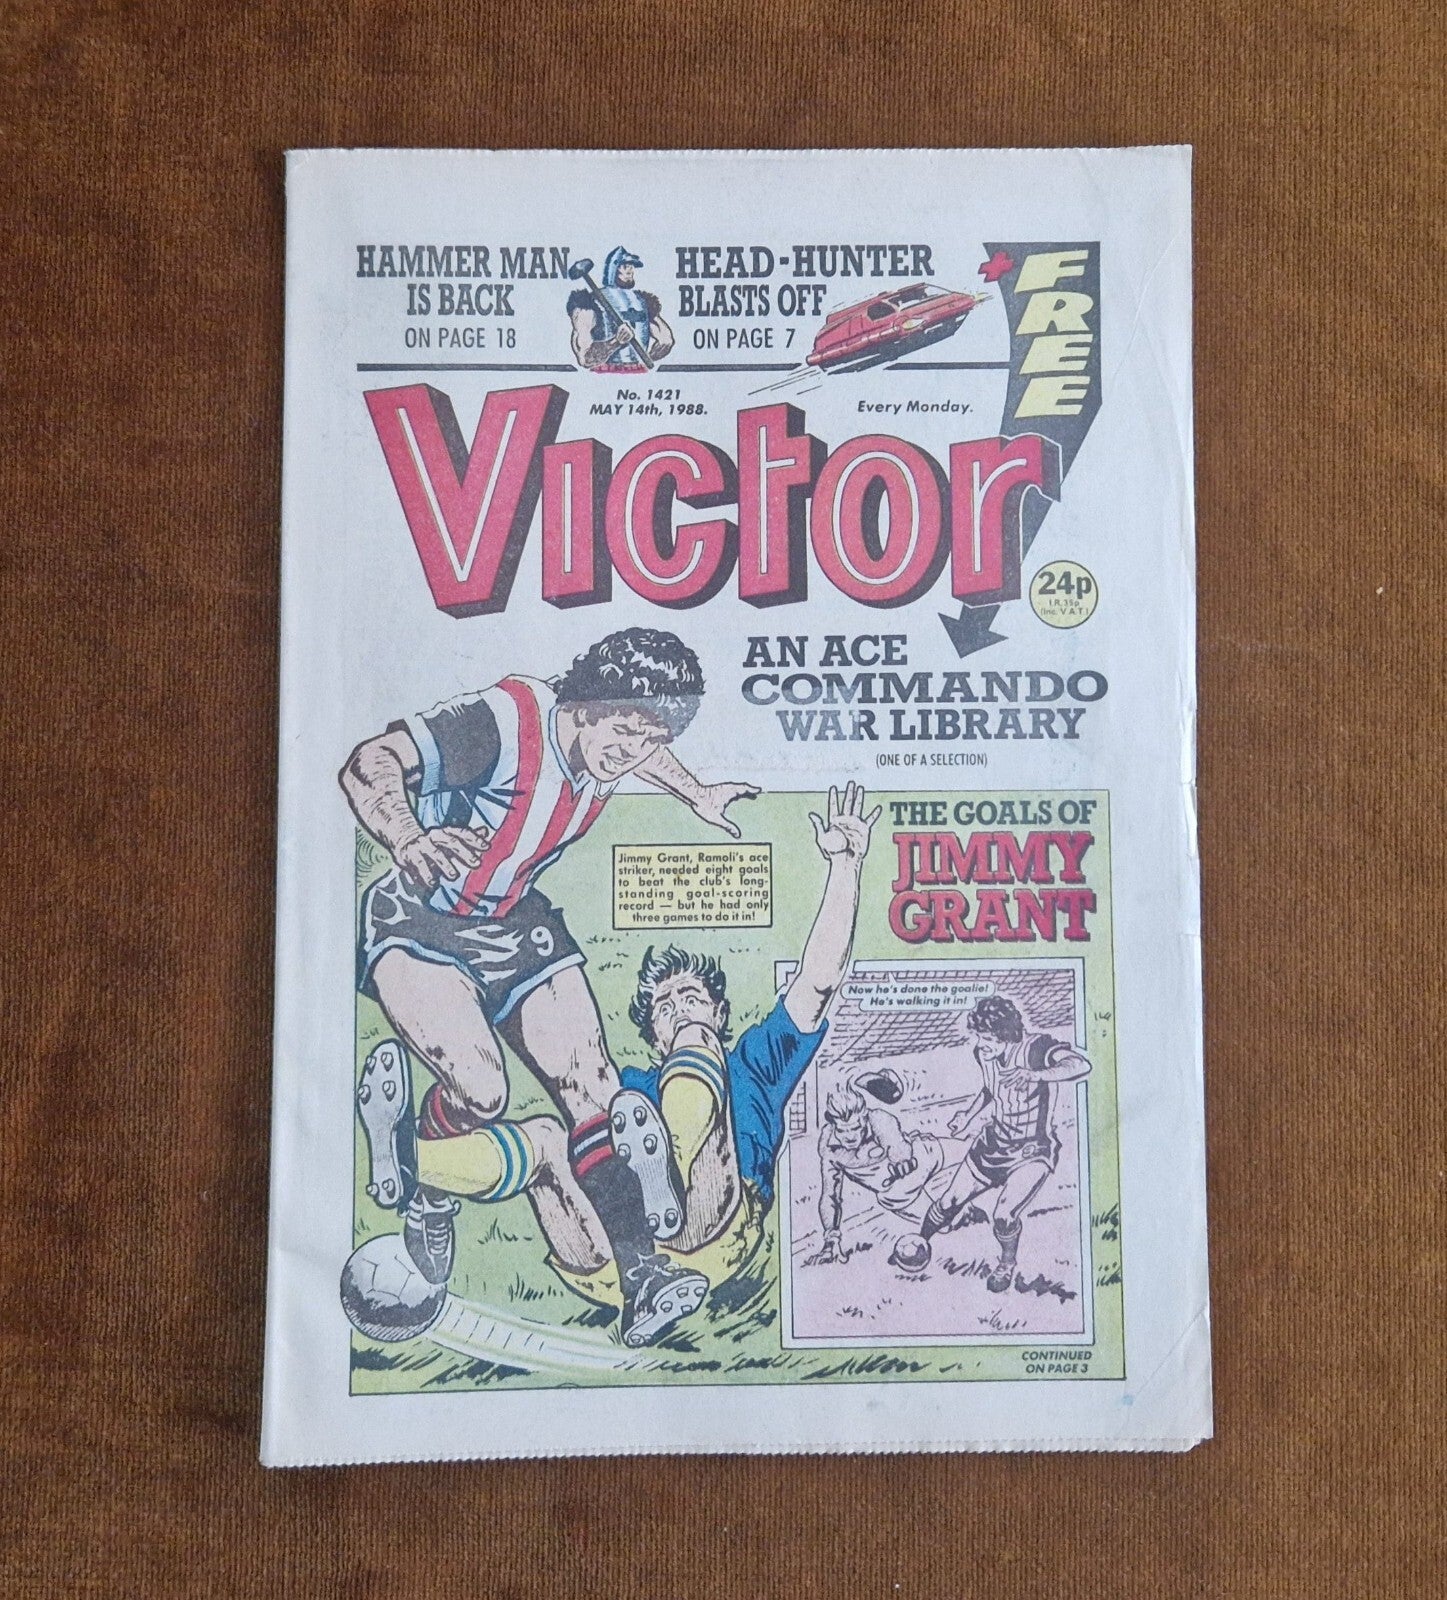 HAMMER MAN
IS BACK
ON PAGE 18
HEAD-HUNTER
BLASTS OFF
ON PAGE 7
+ FREE
No. 1421
MAY 14th, 1988.
Every Monday.
Victor
24p
I.R. 35p
(Inc. V.A.T.)
AN ACE
COMMANDO
WAR LIBRARY
(ONE OF A SELECTION)
THE GOALS OF
JIMMY
GRANT
Jimmy Grant, Ramoli's ace
striker, needed eight goals
to beat the club's long-
standing goal-scoring
record — but he had only
three games to do it in!
9
Now he's done the goalie!
He's walking it in!
CONTINUED
ON PAGE 3